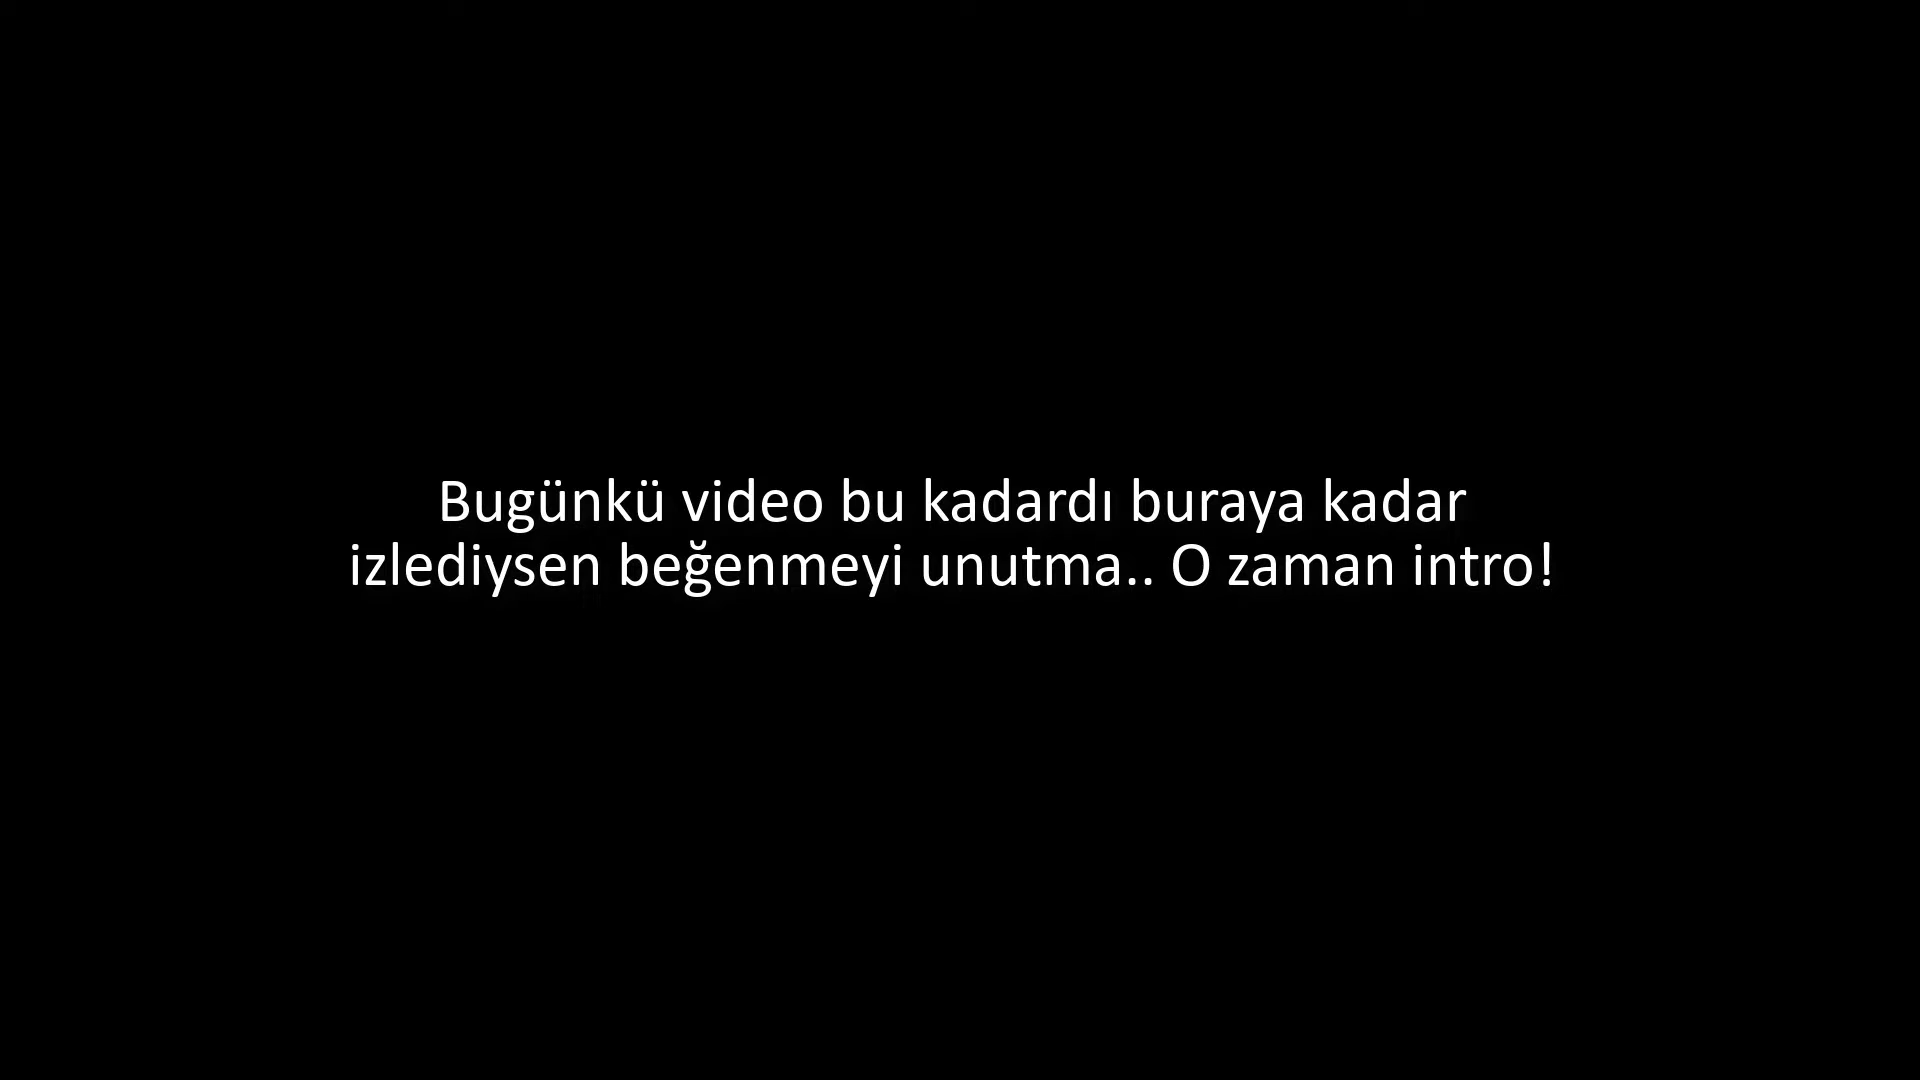 Bugünkü video bu kadardı buraya kadar
izlediysen beğenmeyi unutma.. O zaman intro!